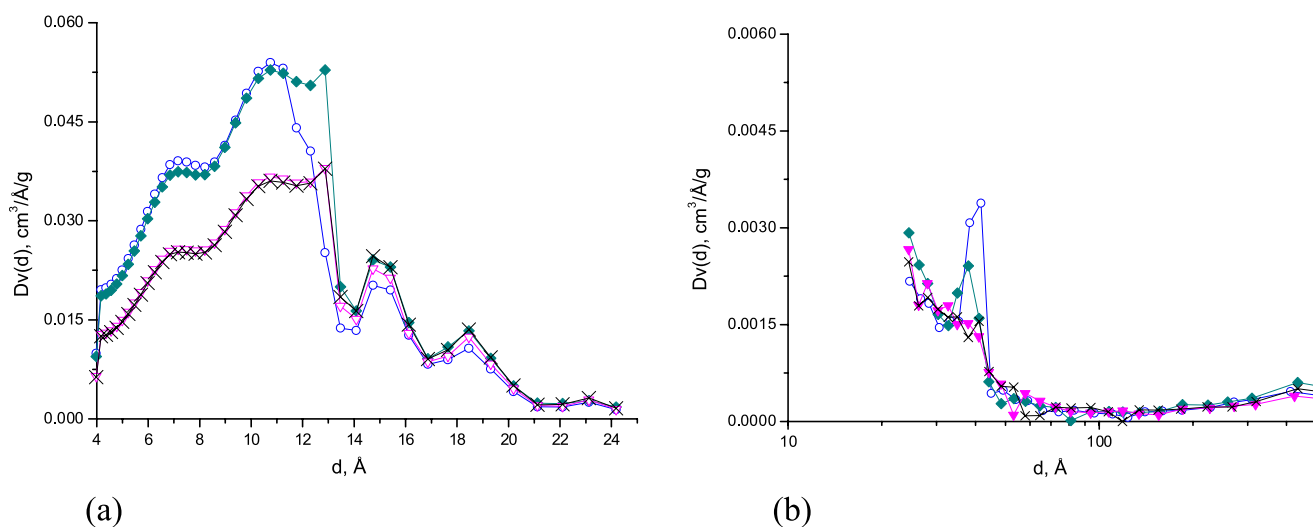 0.060
0.045
0.030
0.015
0.000
Dv(d), cm³/Å/g
4 6 8 10 12 14 16 18 20 22 24
d, Å
(a)
0.0060
0.0045
0.0030
0.0015
0.0000
Dv(d), cm³/Å/g
10 100
d, Å
(b)